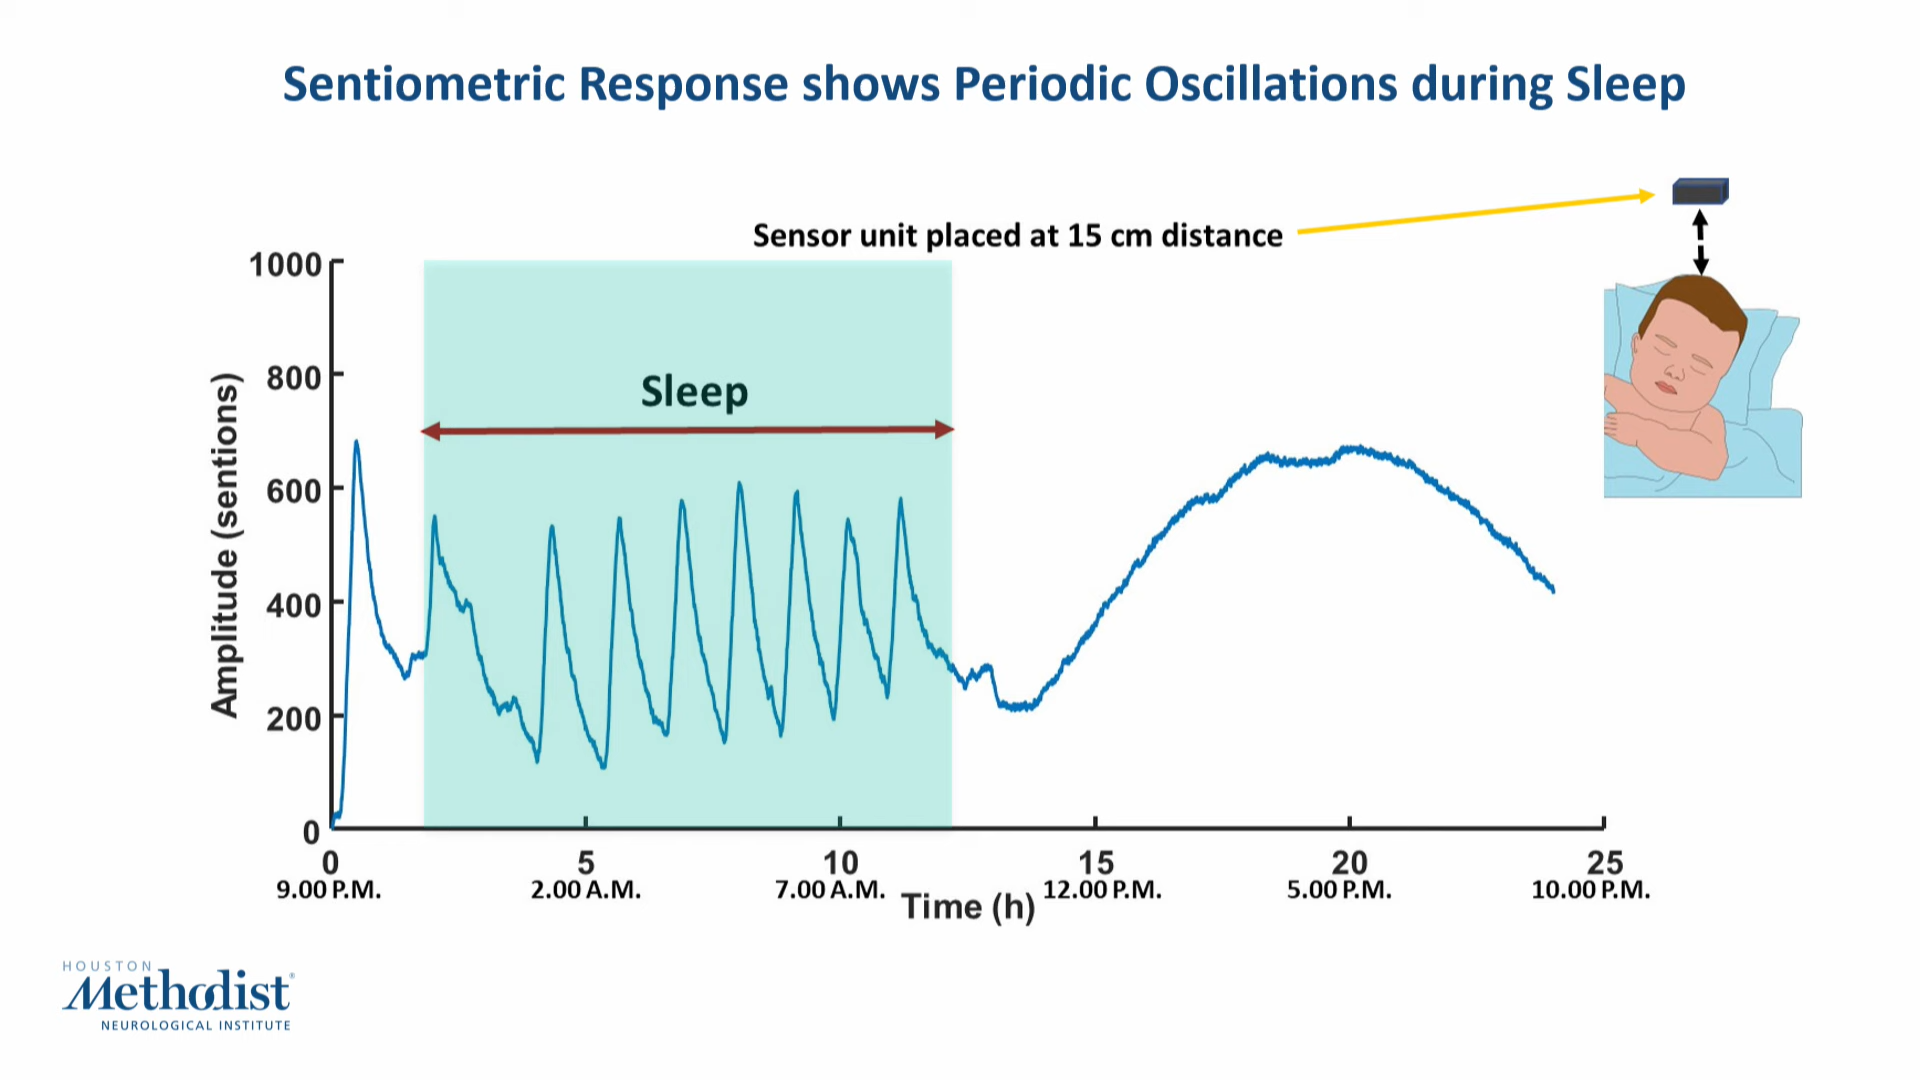 Sentiometric Response shows Periodic Oscillations during Sleep
Sensor unit placed at 15 cm distance
1000
800
600
400
200
0
Amplitude (sentions)
Sleep
0 5 10 15 20 25
9.00 P.M. 2.00 A.M. 7.00 A.M. 12.00 P.M. 5.00 P.M. 10.00 P.M.
Time (h)
HOUSTON
Methodist®
NEUROLOGICAL INSTITUTE